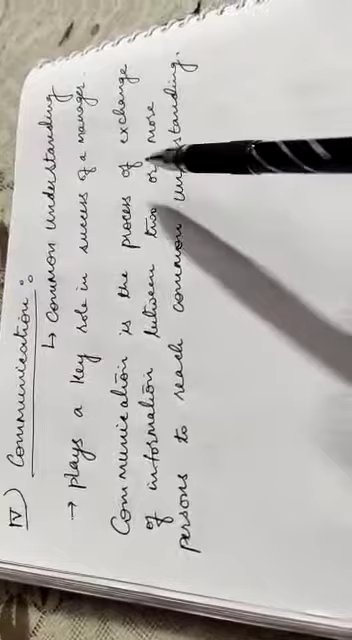 IV) Communication :
↳ Common understanding
→ plays a key role in success of a manager.
Communication is the process of exchange
of information between two or more
persons to reach common understanding.